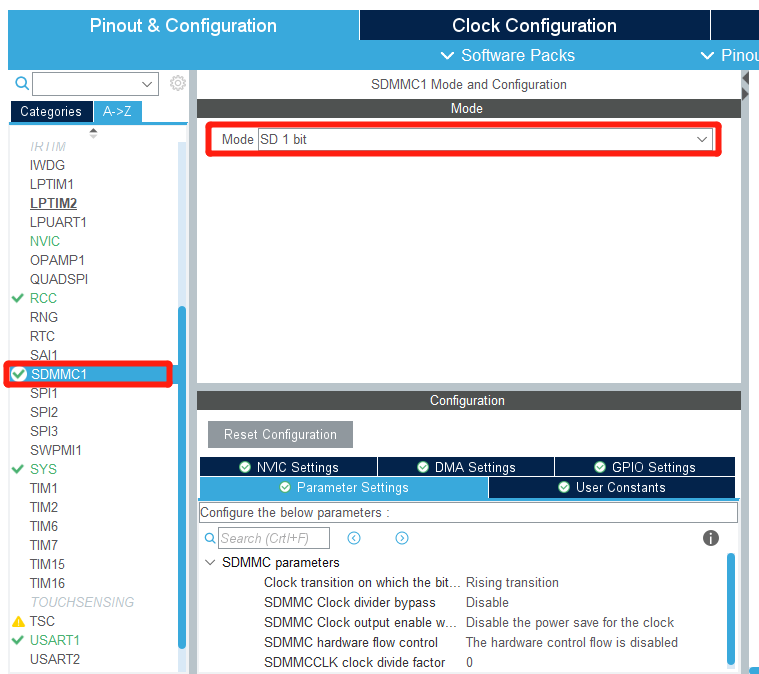 Pinout & Configuration
Clock Configuration
Software Packs
Pinou
Categories
A->Z
IRTIM
IWDG
LPTIM1
LPTIM2
LPUART1
NVIC
OPAMP1
QUADSPI
RCC
RNG
RTC
SAI1
SDMMC1
SPI1
SPI2
SPI3
SWPMI1
SYS
TIM1
TIM2
TIM6
TIM7
TIM15
TIM16
TOUCHSENSING
TSC
USART1
USART2
SDMMC1 Mode and Configuration
Mode
Mode SD 1 bit
Configuration
Reset Configuration
NVIC Settings
DMA Settings
GPIO Settings
Parameter Settings
User Constants
Configure the below parameters :
Search (CrtI+F)
SDMMC parameters
Clock transition on which the bit... Rising transition
SDMMC Clock divider bypass Disable
SDMMC Clock output enable w... Disable the power save for the clock
SDMMC hardware flow control The hardware control flow is disabled
SDMMCCLK clock divide factor 0